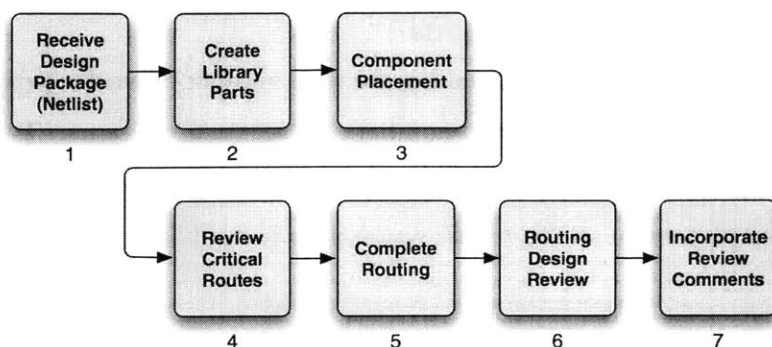 Receive
Design
Package
(Netlist)
1
Create
Library
Parts
2
Component
Placement
3
Review
Critical
Routes
4
Complete
Routing
5
Routing
Design
Review
6
Incorporate
Review
Comments
7